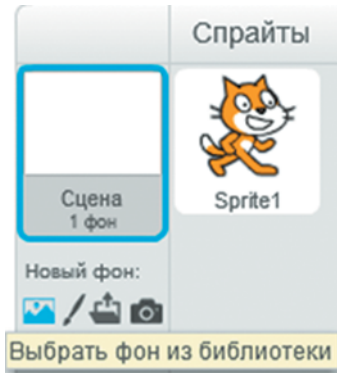 Спрайты
Сцена
1 фон
Sprite1
Новый фон:
Выбрать фон из библиотеки